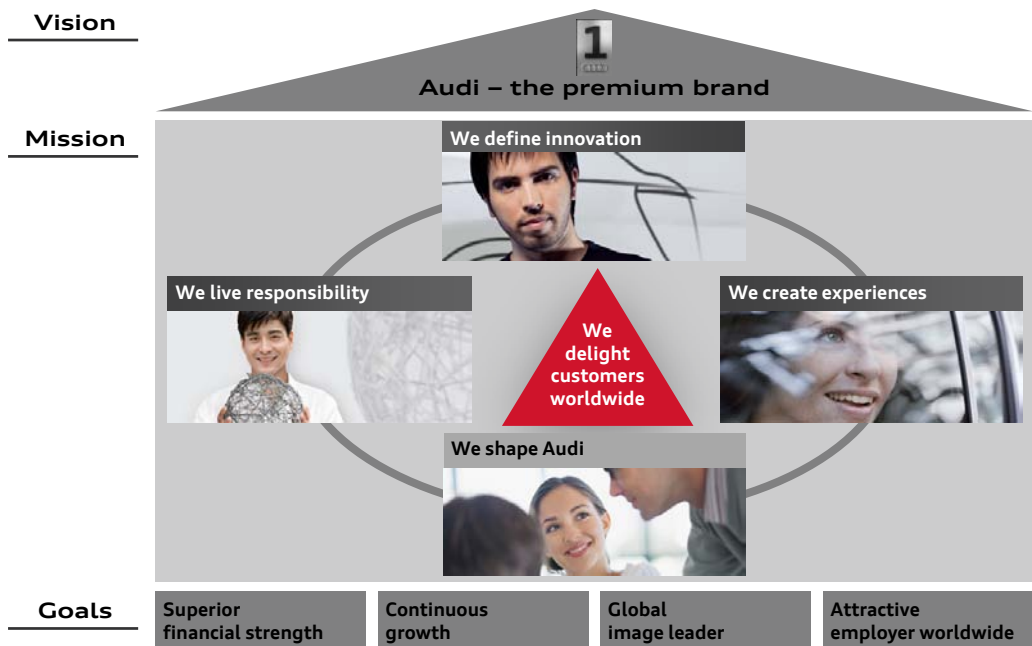 Vision
1
Audi – the premium brand
Mission
We define innovation
We live responsibility
We create experiences
We
delight
customers
worldwide
We shape Audi
Goals
Superior
financial strength
Continuous
growth
Global
image leader
Attractive
employer worldwide